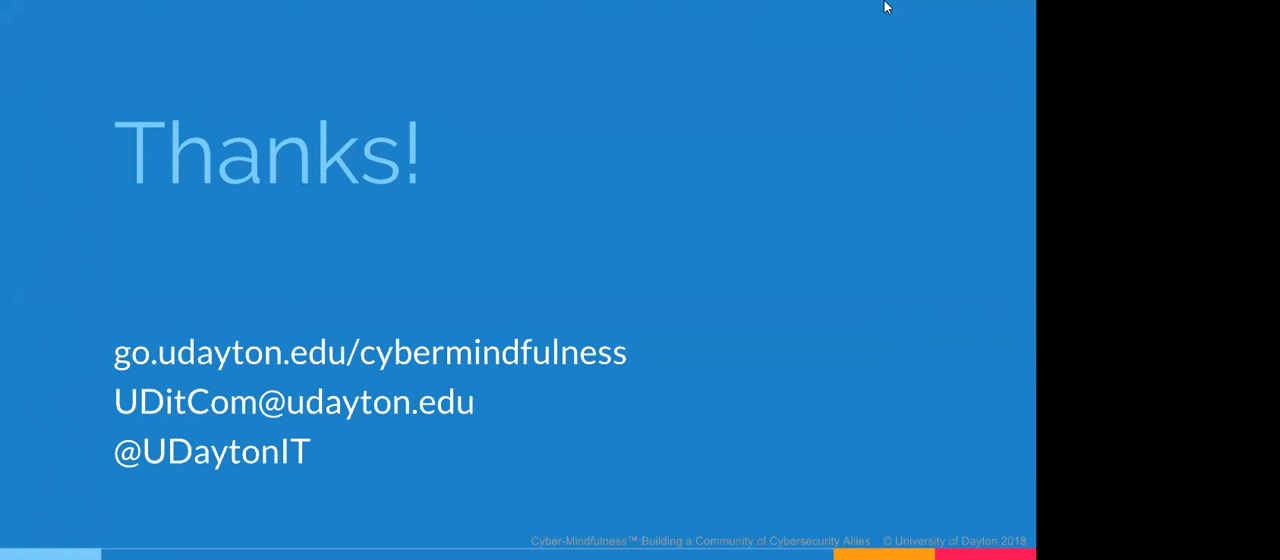 Thanks!
go.udayton.edu/cybermindfulness
UDitCom@udayton.edu
@UDaytonIT
Cyber-Mindfulness™:Building a Community of Cybersecurity Allies © University of Dayton 2018